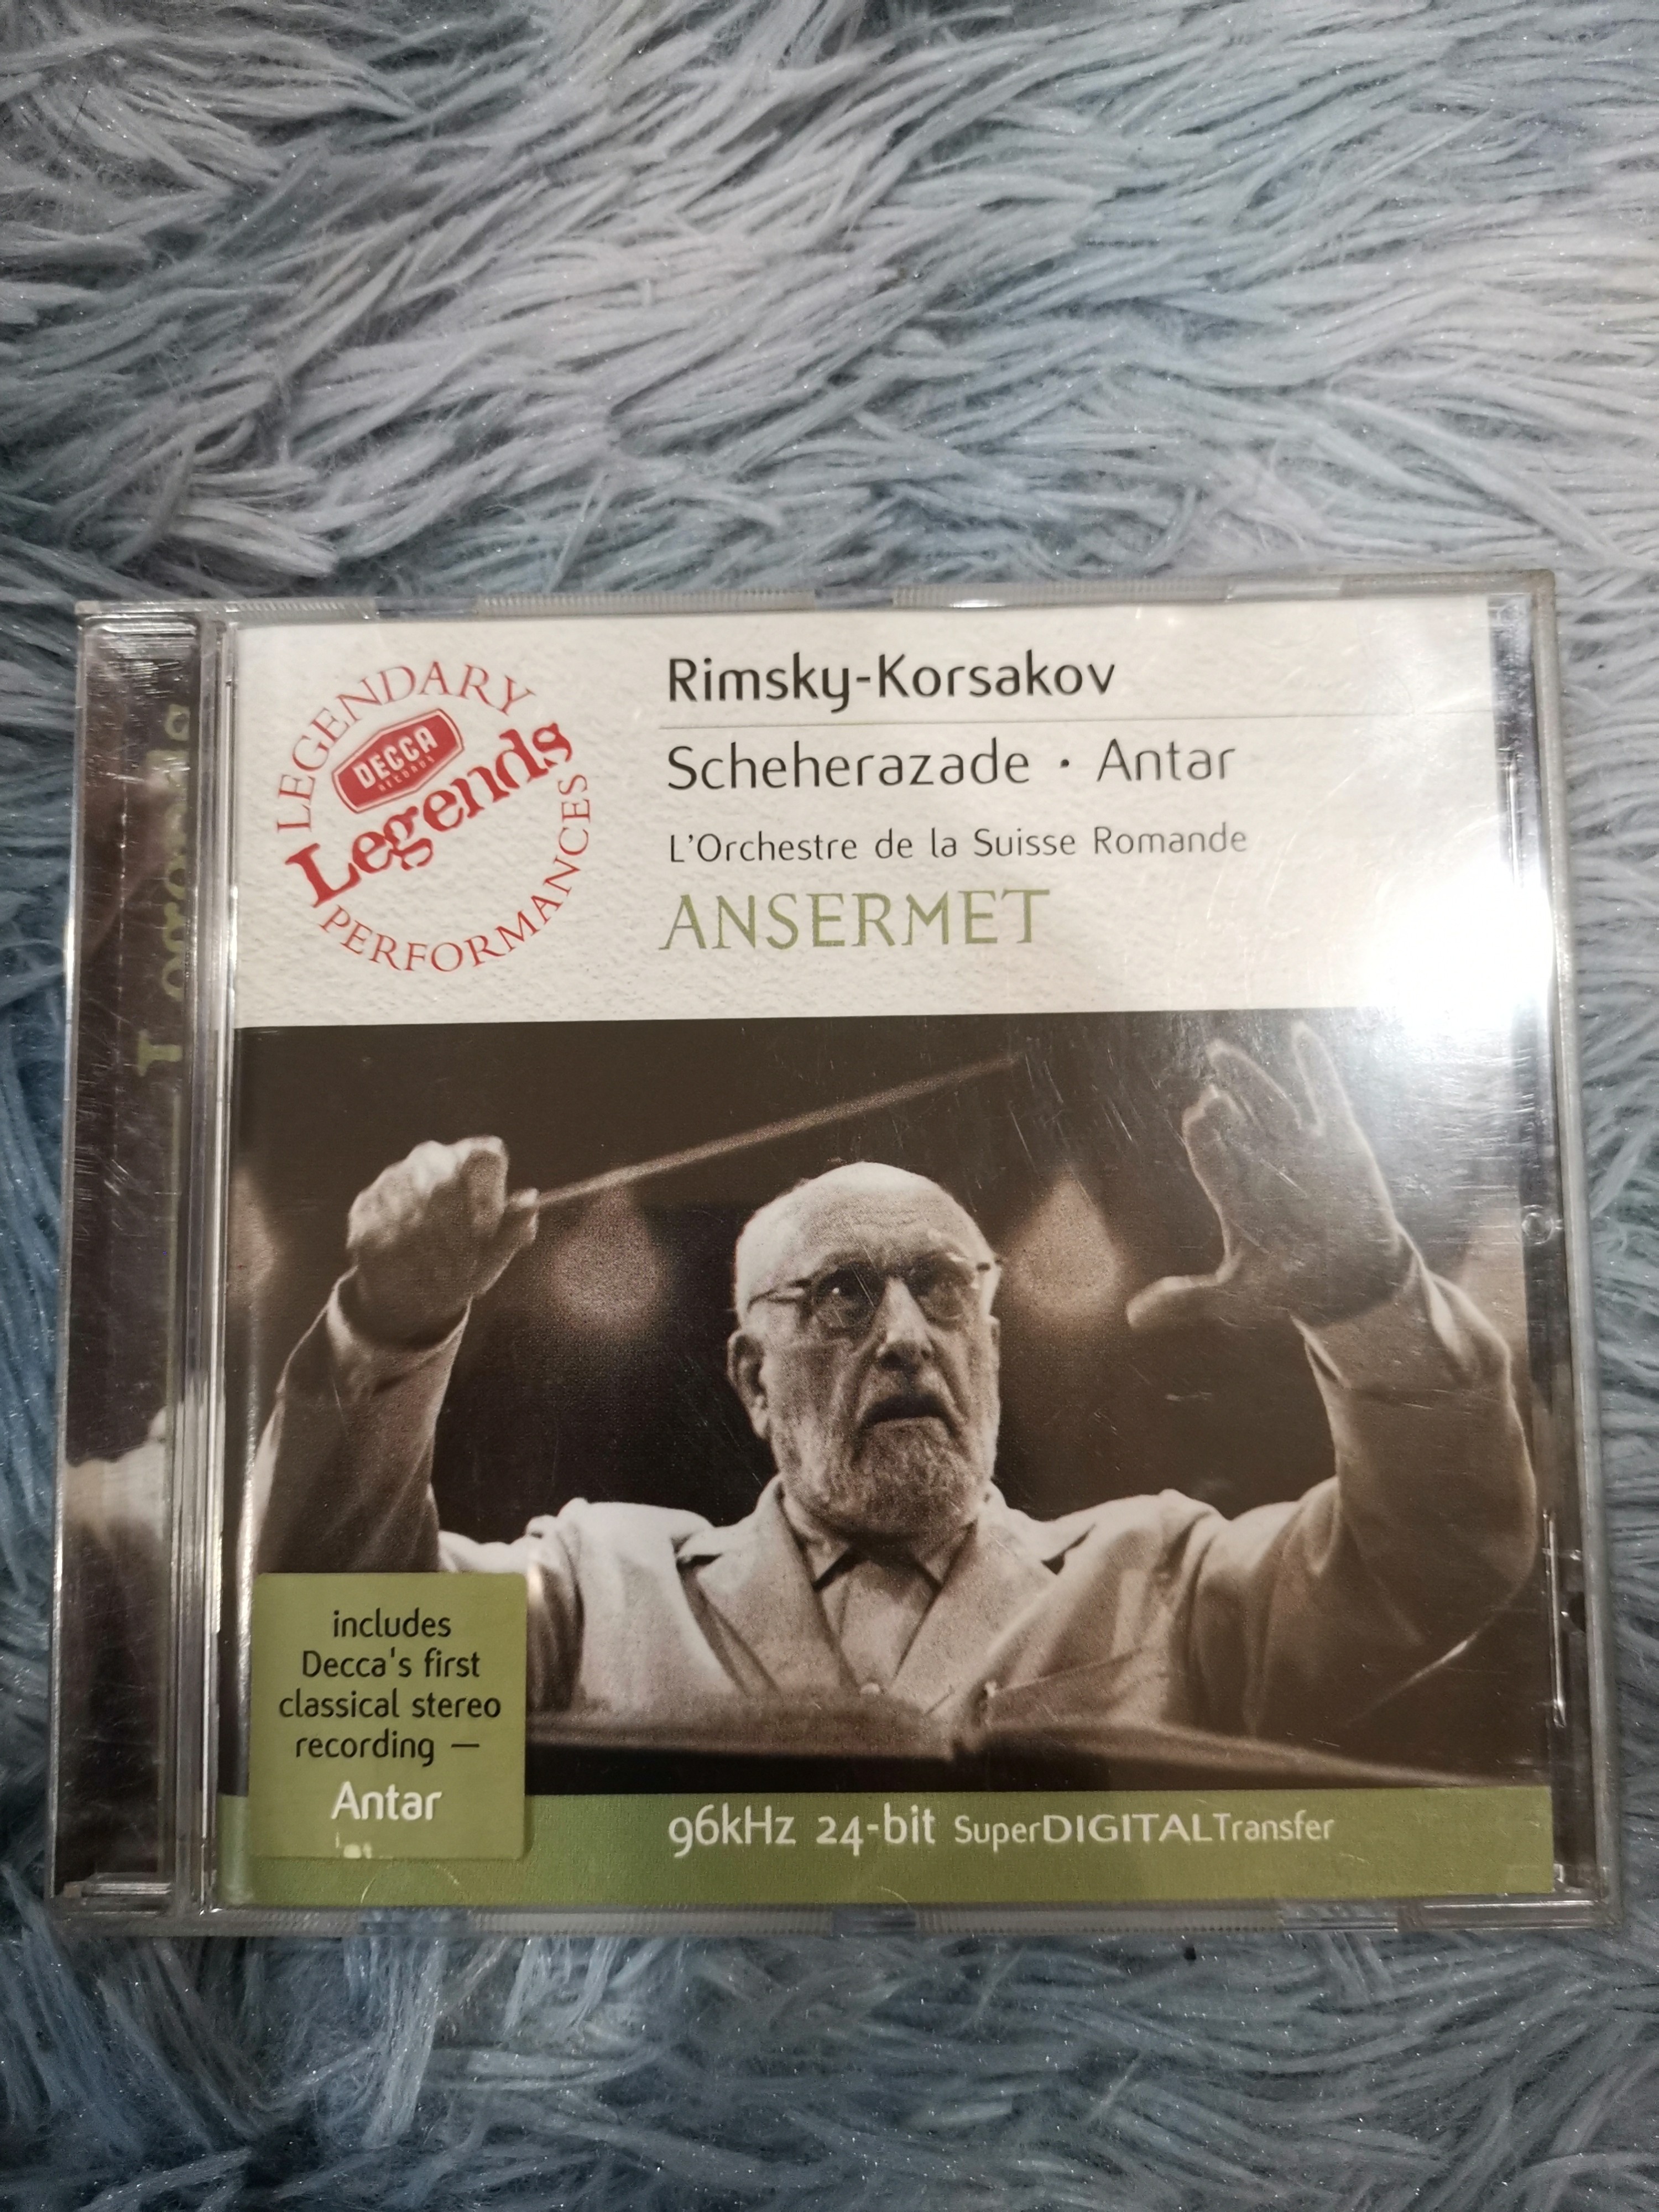 LEGENDARY
DECCA
RECORDS
Legends
PERFORMANCES
Rimsky-Korsakov
Scheherazade · Antar
L'Orchestre de la Suisse Romande
ANSERMET
includes
Decca's first
classical stereo
recording —
Antar
96kHz 24-bit SuperDIGITALTransfer